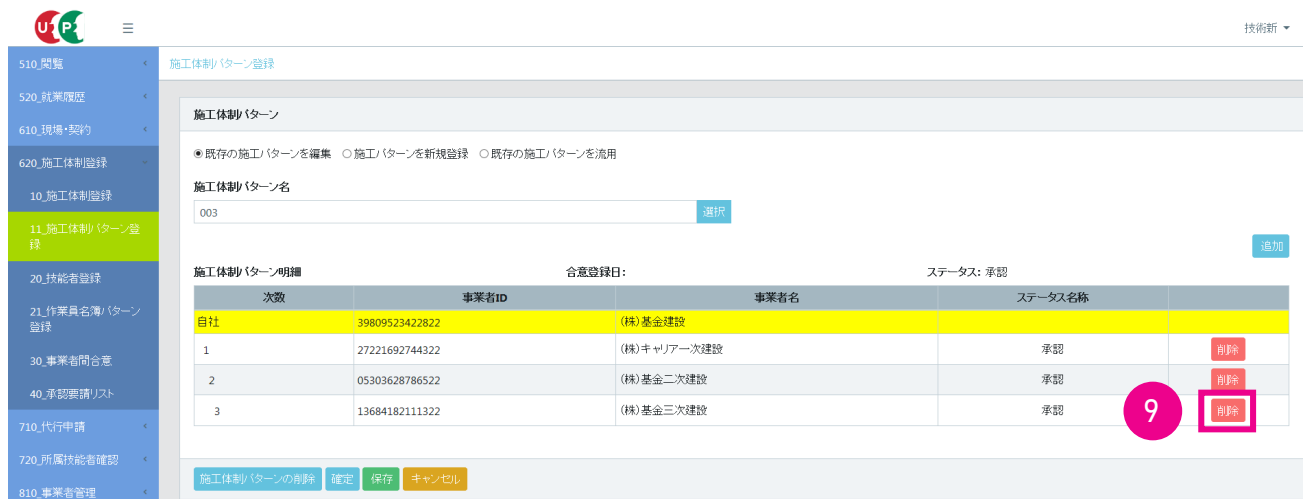 技術新
510_閲覧
520_就業履歴
610_現場・契約
620_施工体制登録
10_施工体制登録
11_施工体制パターン登
録
20_技能者登録
21_作業員名簿パターン
登録
30_事業者間合意
40_承認要請リスト
710_代行申請
720_所属技能者確認
810_事業者管理
施工体制パターン登録
施工体制パターン
既存の施工パターンを編集 施工パターンを新規登録 既存の施工パターンを流用
施工体制パターン名
003 選択
追加
施工体制パターン明細 合意登録日: ステータス: 承認
次数 事業者ID 事業者名 ステータス名称
自社 39809523422822 (株)基金建設
1 27221692744322 (株)キャリア一次建設 承認 削除
2 05303628786522 (株)基金二次建設 承認 削除
3 13684182111322 (株)基金三次建設 承認 9 削除
施工体制パターンの削除 確定 保存 キャンセル